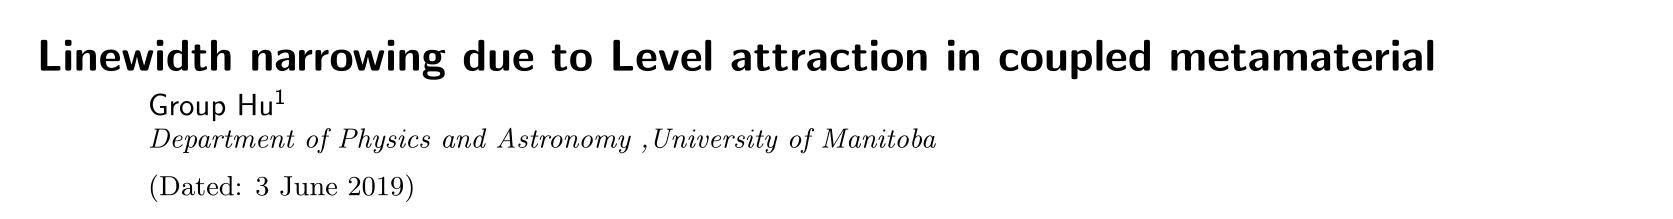 Linewidth narrowing due to Level attraction in coupled metamaterial
Group Hu¹
Department of Physics and Astronomy ,University of Manitoba
(Dated: 3 June 2019)